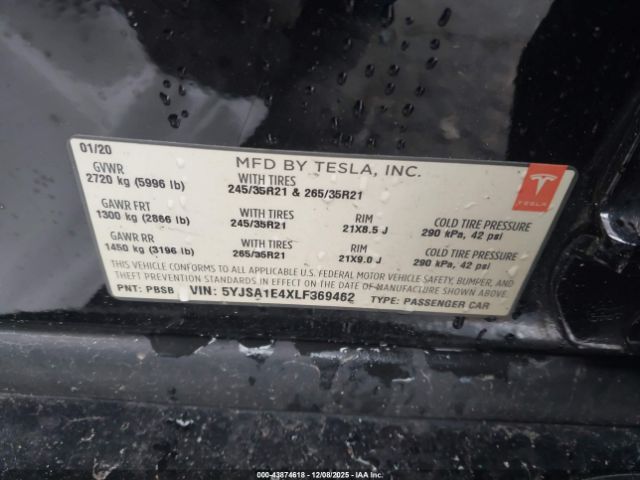 01/20
MFD BY TESLA, INC.
GVWR
2720 kg (5996 lb)
WITH TIRES
245/35R21 & 265/35R21
TESLA
GAWR FRT
1300 kg (2866 lb)
WITH TIRES
245/35R21
RIM
21X8.5 J
COLD TIRE PRESSURE
290 kPa, 42 psi
GAWR RR
1450 kg (3196 lb)
WITH TIRES
265/35R21
RIM
21X9.0 J
COLD TIRE PRESSURE
290 kPa, 42 psi
THIS VEHICLE CONFORMS TO ALL APPLICABLE U.S. FEDERAL MOTOR VEHICLE SAFETY, BUMPER, AND
THEFT PREVENTION STANDARDS IN EFFECT ON THE DATE OF MANUFACTURE SHOWN ABOVE.
PNT: PBSB VIN: 5YJSA1E4XLF369462 TYPE: PASSENGER CAR
000-43874618 - 12/08/2025 - IAAI.COM